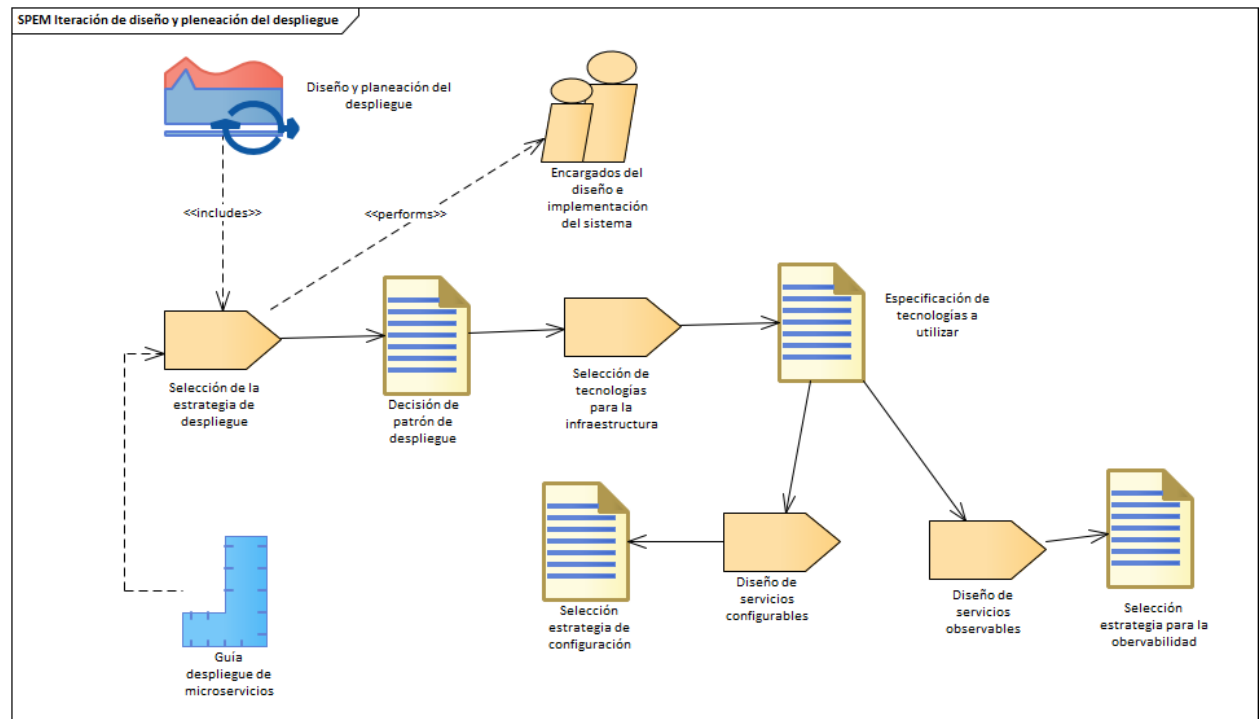 SPEM Iteración de diseño y pleneación del despliegue
Diseño y planeación del
despliegue
Encargados del
diseño e
implementación
del sistema
<<includes>>
<<performs>>
Especificación de
tecnologías a
utilizar
Selección de la
estrategia de
despliegue
Decisión de
patrón de
despliegue
Selección de
tecnologías
para la
infraestructura
Selección
estrategia de
configuración
Diseño de
servicios
configurables
Diseño de
servicios
observables
Selección
estrategia para la
obervabilidad
Guía
despliegue de
microservicios